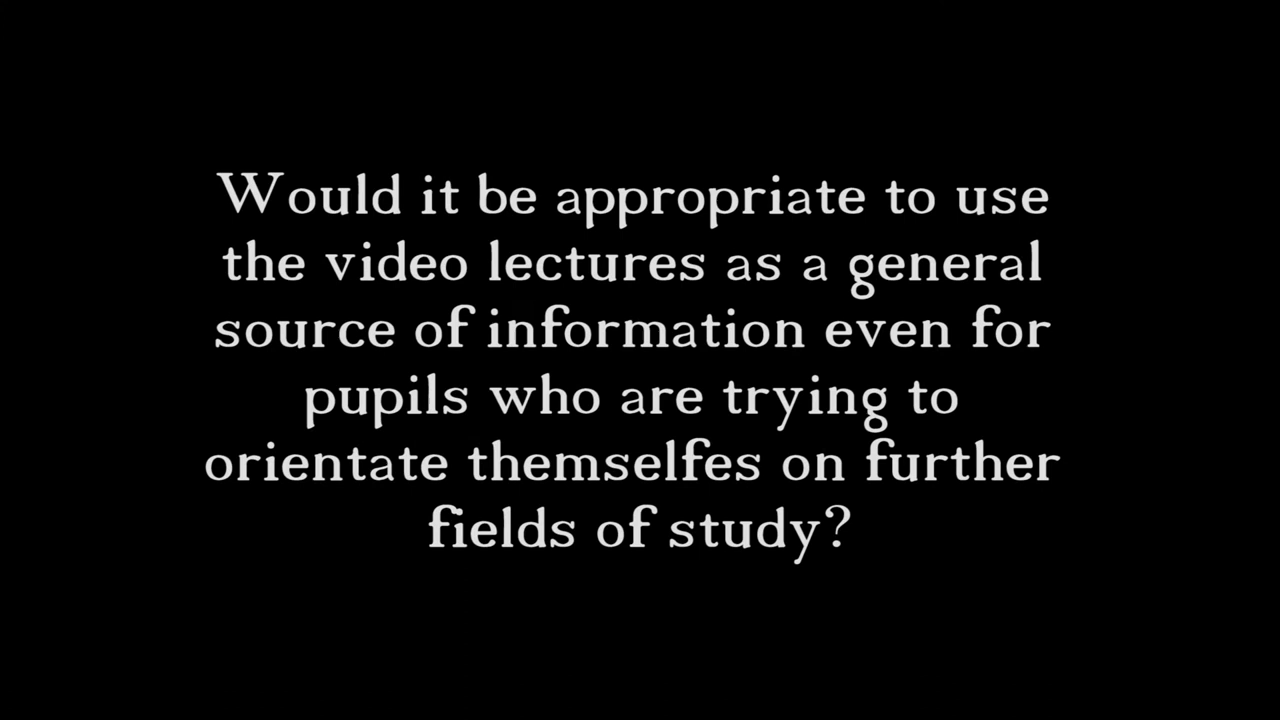 Would it be appropriate to use
the video lectures as a general
source of information even for
pupils who are trying to
orientate themselfes on further
fields of study?